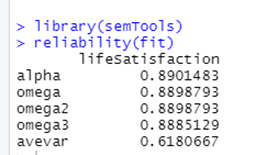 > library(semTools)
> reliability(fit)
lifeSatisfaction
alpha 0.8901483
omega 0.8898793
omega2 0.8898793
omega3 0.8885129
avevar 0.6180667